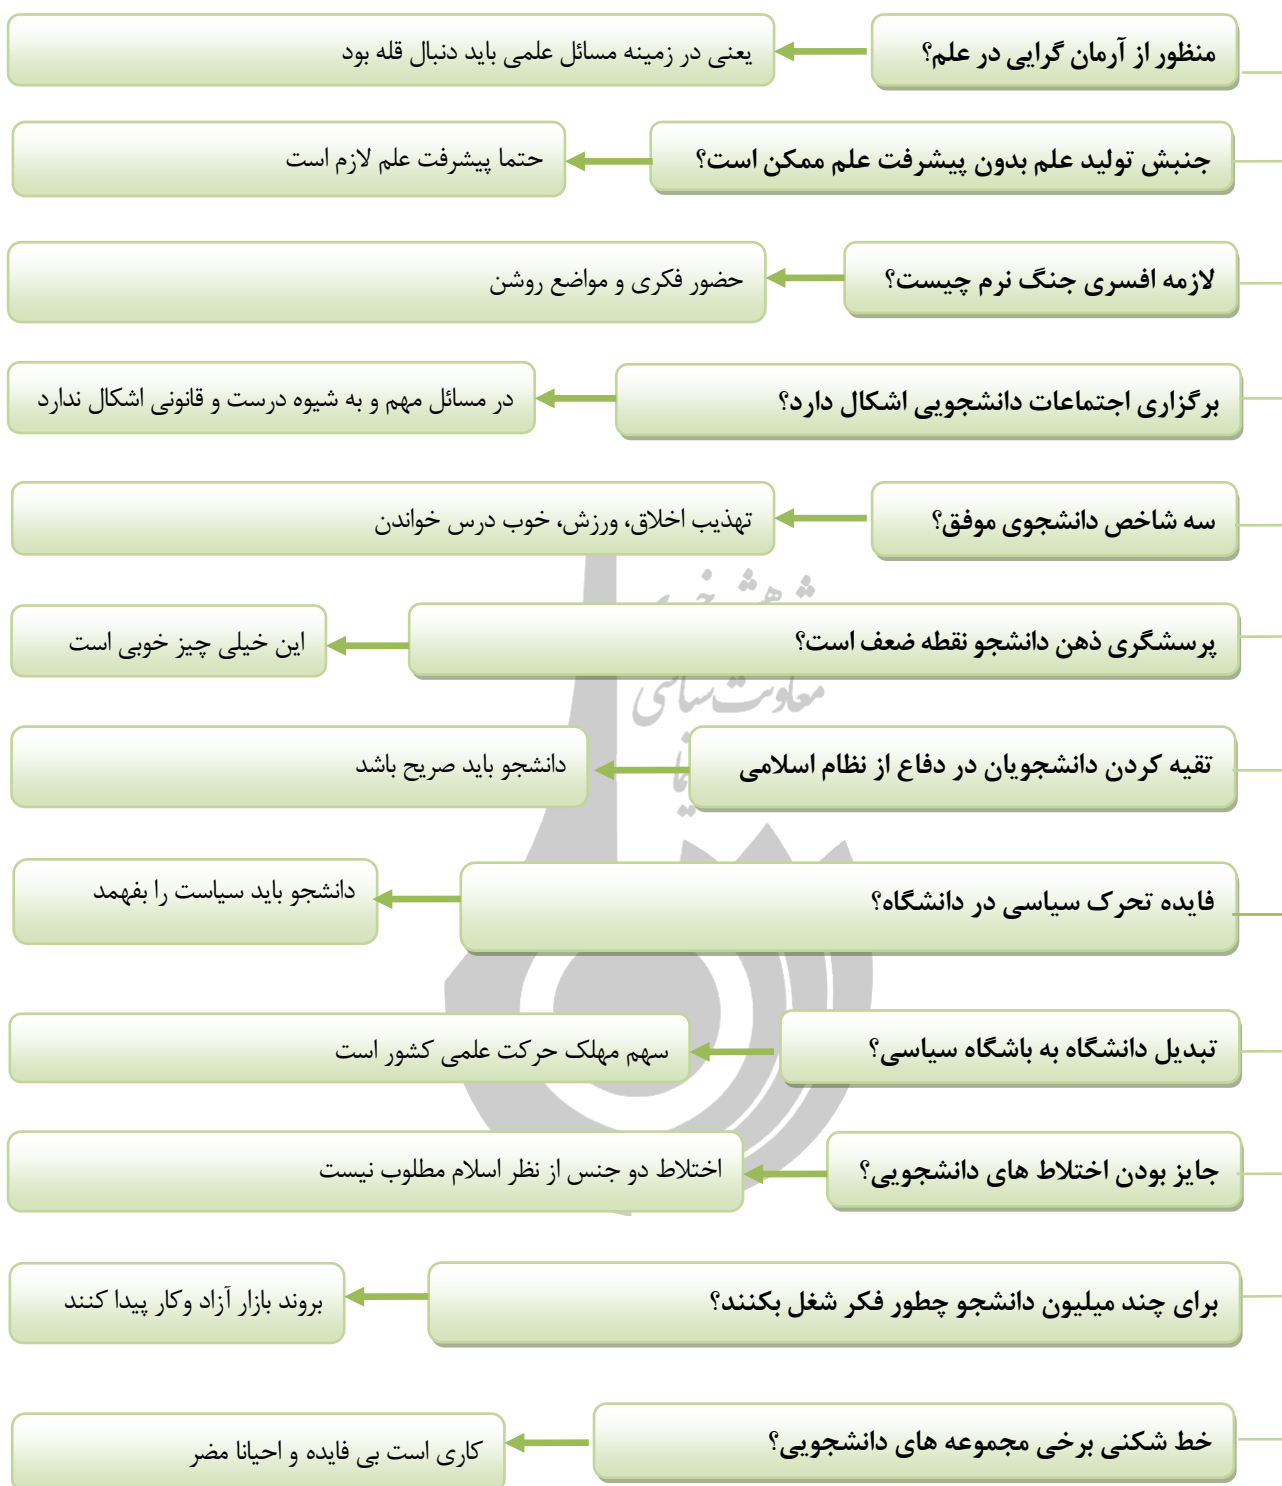 منظور از آرمان گرایی در علم؟
یعنی در زمینه مسائل علمی باید دنبال قله بود
جنبش تولید علم بدون پیشرفت علم ممکن است؟
حتما پیشرفت علم لازم است
لازمه افسری جنگ نرم چیست؟
حضور فکری و مواضع روشن
برگزاری اجتماعات دانشجویی اشکال دارد؟
در مسائل مهم و به شیوه درست و قانونی اشکال ندارد
سه شاخص دانشجوی موفق؟
تهذیب اخلاق، ورزش، خوب درس خواندن
پرسشگری ذهن دانشجو نقطه ضعف است؟
این خیلی چیز خوبی است
معاونت سیاسی
تقیه کردن دانشجویان در دفاع از نظام اسلامی
دانشجو باید صریح باشد
فایده تحرک سیاسی در دانشگاه؟
دانشجو باید سیاست را بفهمد
تبدیل دانشگاه به باشگاه سیاسی؟
سهم مهلک حرکت علمی کشور است
جایز بودن اختلاط های دانشجویی؟
اختلاط دو جنس از نظر اسلام مطلوب نیست
برای چند میلیون دانشجو چطور فکر شغل بکنند؟
بروند بازار آزاد وکار پیدا کنند
خط شکنی برخی مجموعه های دانشجویی؟
کاری است بی فایده و احیانا مضر